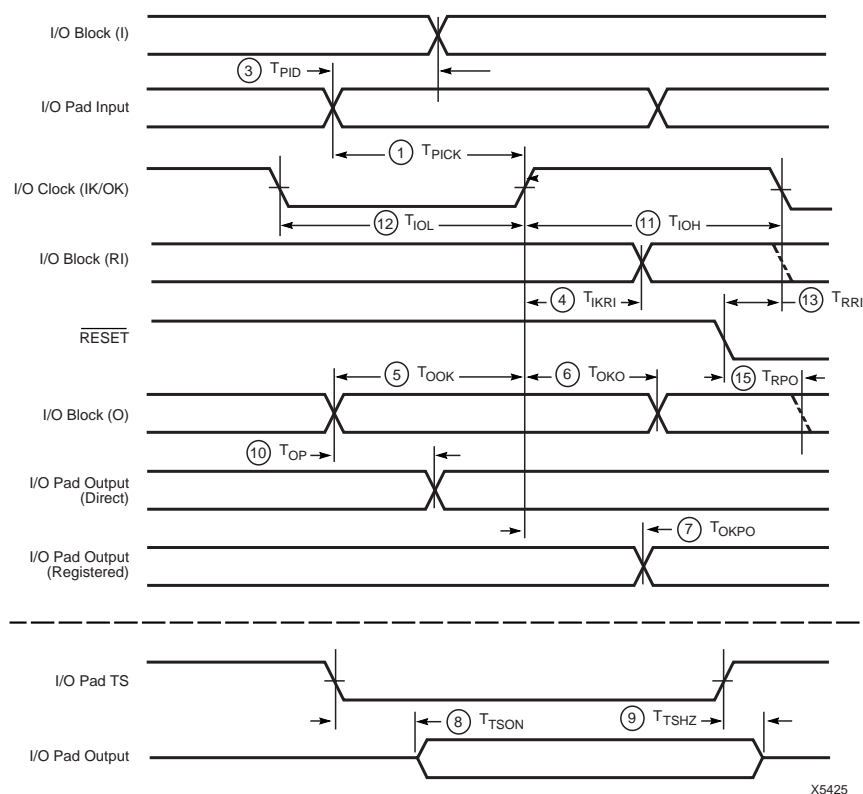 I/O Block (I)
3 TPID
I/O Pad Input
1 TPICK
I/O Clock (IK/OK)
12 TIOL
11 TIOH
I/O Block (RI)
4 TIKRI
13 TRRI
RESET
5 TOOK
6 TOKO
15 TRPO
I/O Block (O)
10 TOP
I/O Pad Output
(Direct)
7 TOKPO
I/O Pad Output
(Registered)
I/O Pad TS
8 TTSON
9 TTSHZ
I/O Pad Output
X5425